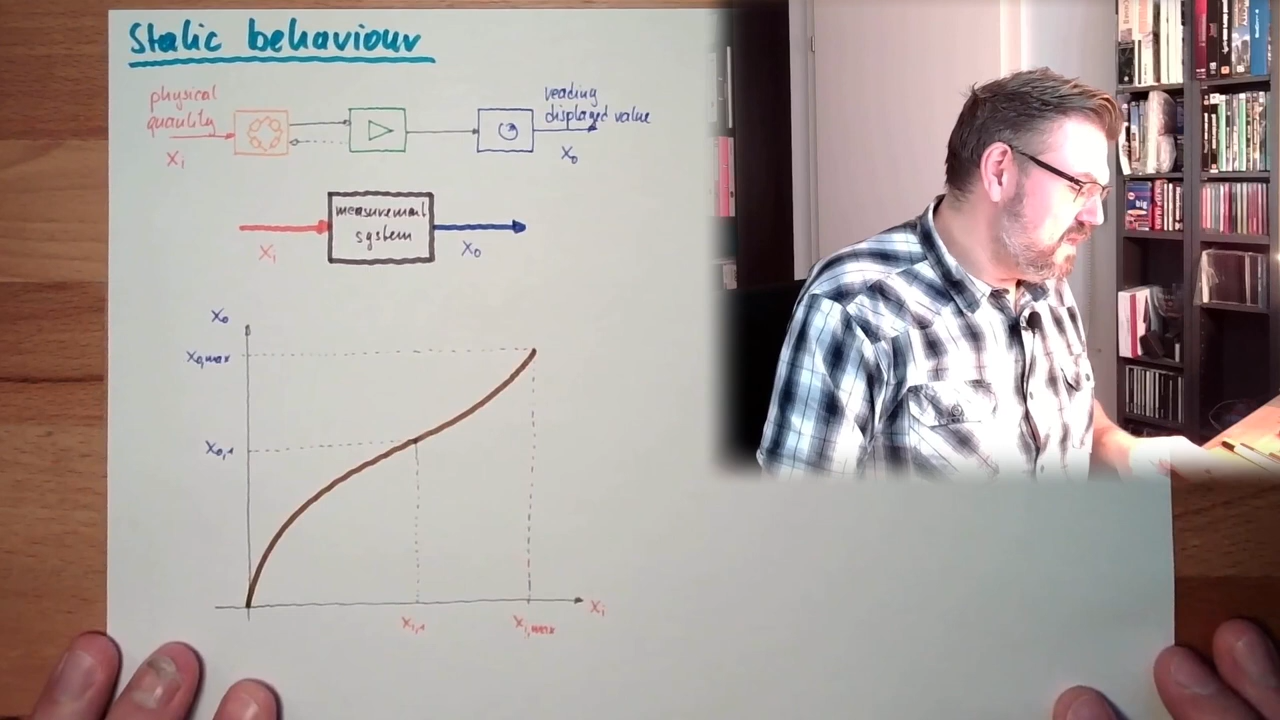 Static behaviour
physical
quantity
reading
displayed value
xi
xo
measurement
system
xi
xo
xo
xo,max
xo,1
xi
xi,1
xi,max
big